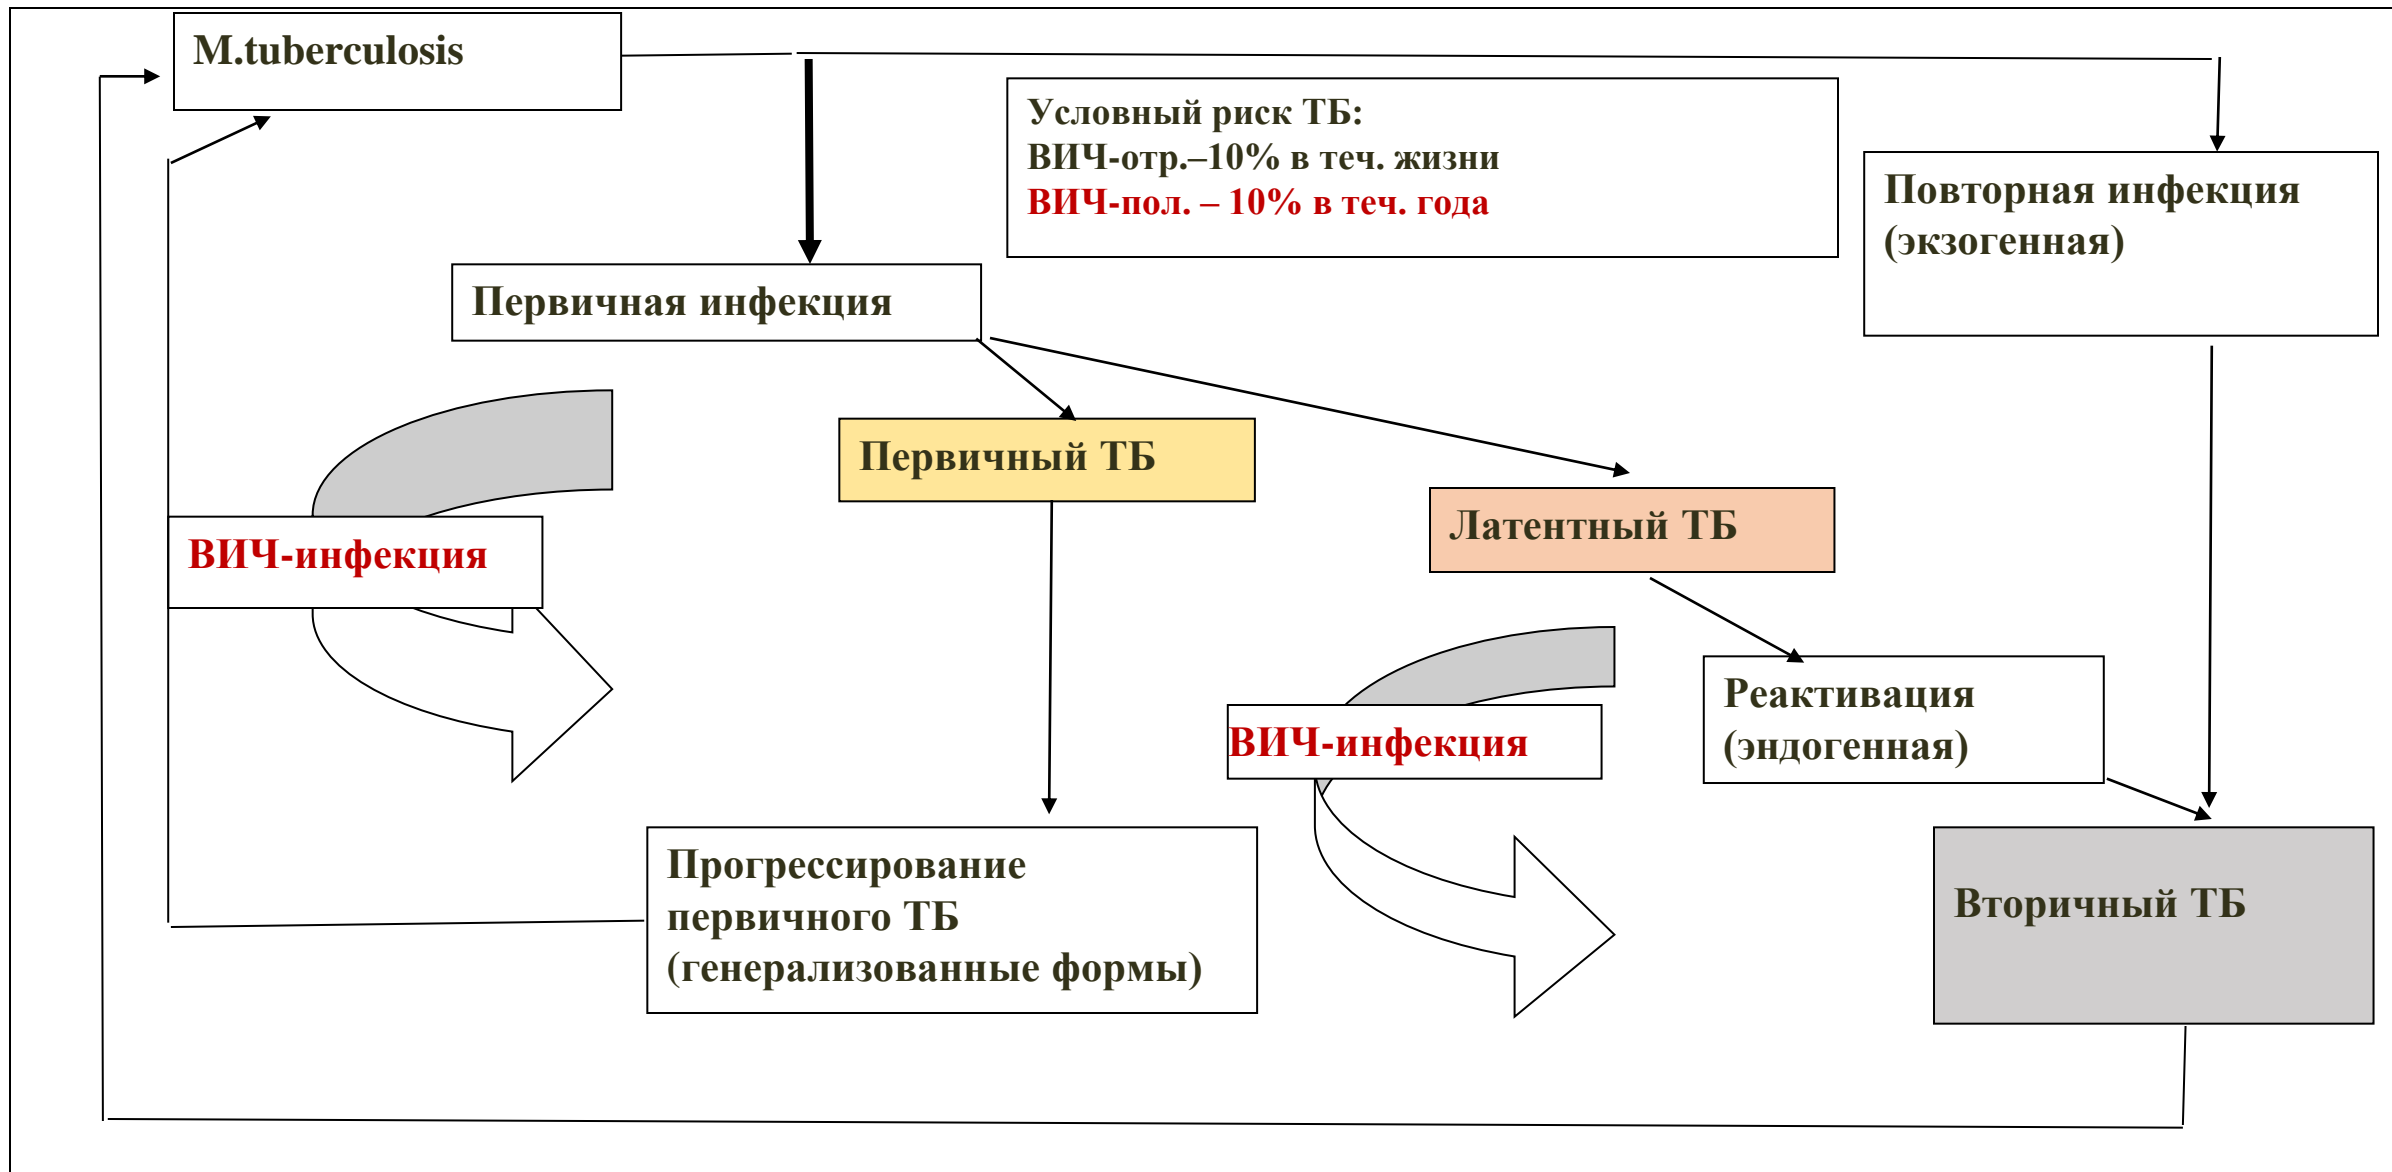 M.tuberculosis
Условный риск ТБ:
ВИЧ-отр.–10% в теч. жизни
ВИЧ-пол. – 10% в теч. года
Повторная инфекция
(экзогенная)
Первичная инфекция
Первичный ТБ
Латентный ТБ
ВИЧ-инфекция
Реактивация
(эндогенная)
ВИЧ-инфекция
Прогрессирование
первичного ТБ
(генерализованные формы)
Вторичный ТБ